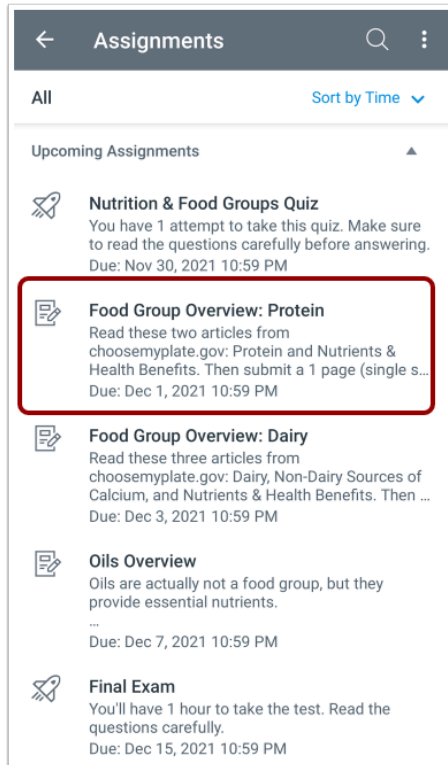 Assignments
All
Sort by Time
Upcoming Assignments
Nutrition & Food Groups Quiz
You have 1 attempt to take this quiz. Make sure
to read the questions carefully before answering.
Due: Nov 30, 2021 10:59 PM
Food Group Overview: Protein
Read these two articles from
choosemyplate.gov: Protein and Nutrients &
Health Benefits. Then submit a 1 page (single s...
Due: Dec 1, 2021 10:59 PM
Food Group Overview: Dairy
Read these three articles from
choosemyplate.gov: Dairy, Non-Dairy Sources of
Calcium, and Nutrients & Health Benefits. Then ...
Due: Dec 3, 2021 10:59 PM
Oils Overview
Oils are actually not a food group, but they
provide essential nutrients.
...
Due: Dec 7, 2021 10:59 PM
Final Exam
You'll have 1 hour to take the test. Read the
questions carefully.
Due: Dec 15, 2021 10:59 PM